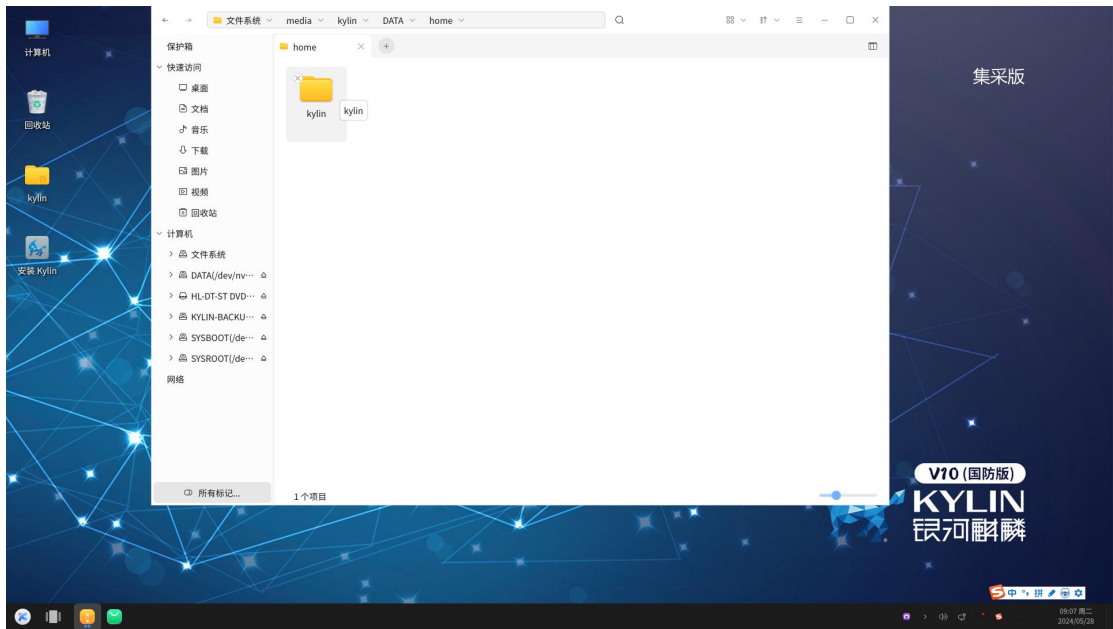 计算机
回收站
kylin
安装 Kylin
文件系统 media kylin DATA home
保护箱
快速访问
桌面
文档
音乐
下载
图片
视频
回收站
计算机
文件系统
DATA(/dev/nv···
HL-DT-ST DVD···
KYLIN-BACKU···
SYSBOOT(/de···
SYSROOT(/de···
网络
所有标记...
home
kylin
kylin
1个项目
集采版
V10 (国防版)
KYLIN
银河麒麟
中 拼
09:07 周二
2024/05/28